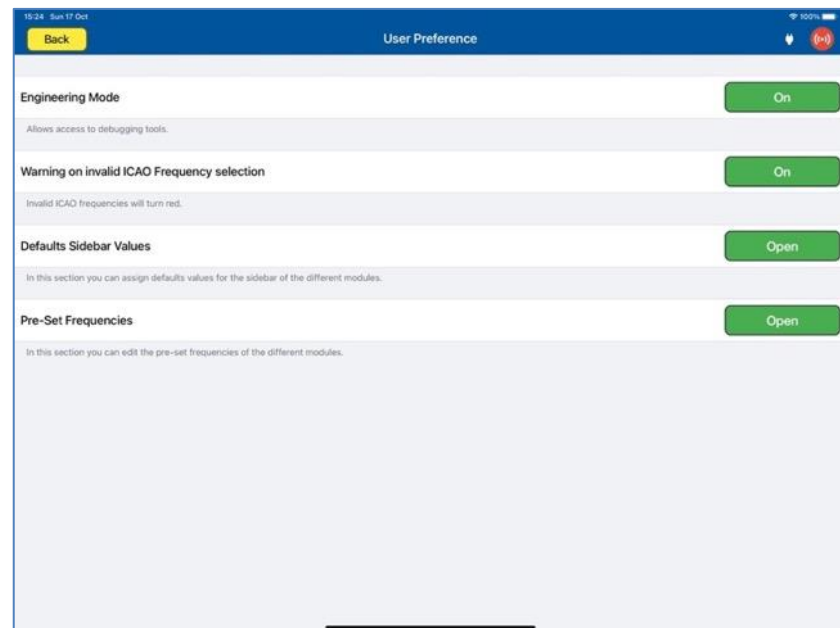 15:24 Sun 17 Oct
100%
Back
User Preference
Engineering Mode
On
Allows access to debugging tools.
Warning on invalid ICAO Frequency selection
On
Invalid ICAO frequencies will turn red.
Defaults Sidebar Values
Open
In this section you can assign defaults values for the sidebar of the different modules.
Pre-Set Frequencies
Open
In this section you can edit the pre-set frequencies of the different modules.